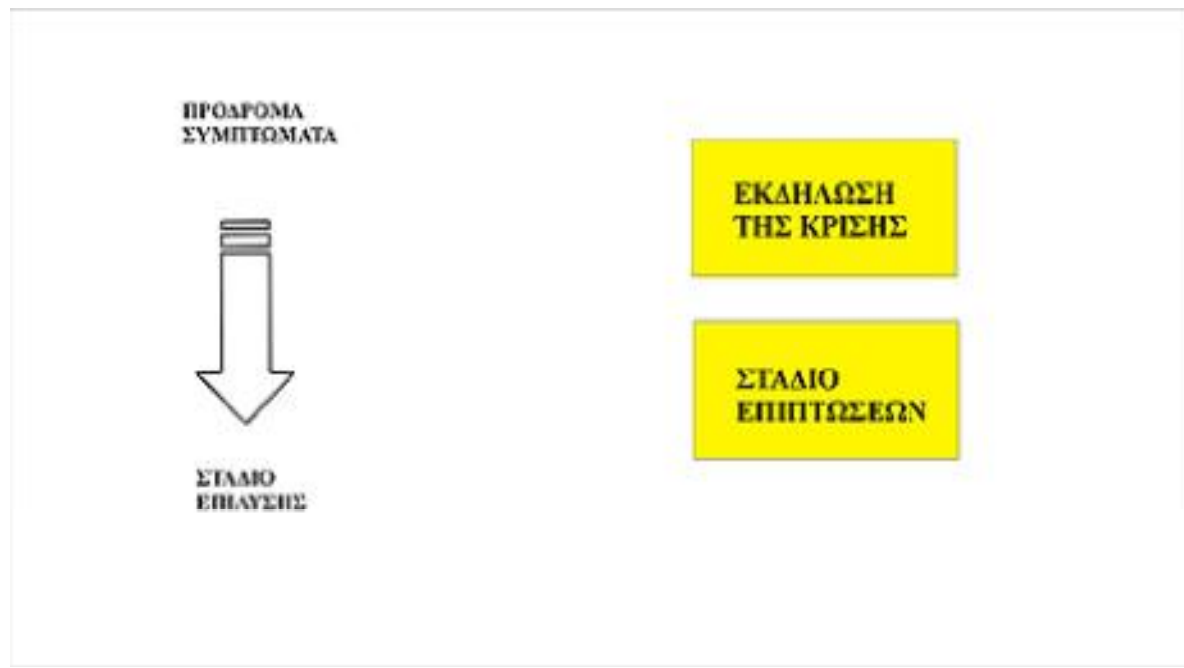 ΠΡΟΔΡΟΜΑ
ΣΥΜΠΤΩΜΑΤΑ
ΣΤΑΔΙΟ
ΕΠΙΛΥΣΗΣ
ΕΚΔΗΛΩΣΗ
ΤΗΣ ΚΡΙΣΗΣ
ΣΤΑΔΙΟ
ΕΠΙΠΤΩΣΕΩΝ